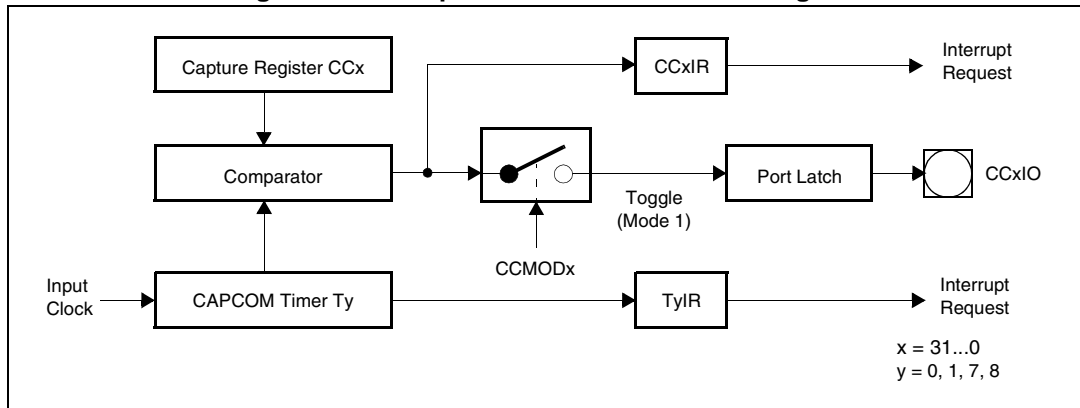 Capture Register CCx
CCxIR
Interrupt
Request
Comparator
Port Latch
CCxIO
Toggle
(Mode 1)
CCMODx
Input
Clock
CAPCOM Timer Ty
TyIR
Interrupt
Request
x = 31...0
y = 0, 1, 7, 8